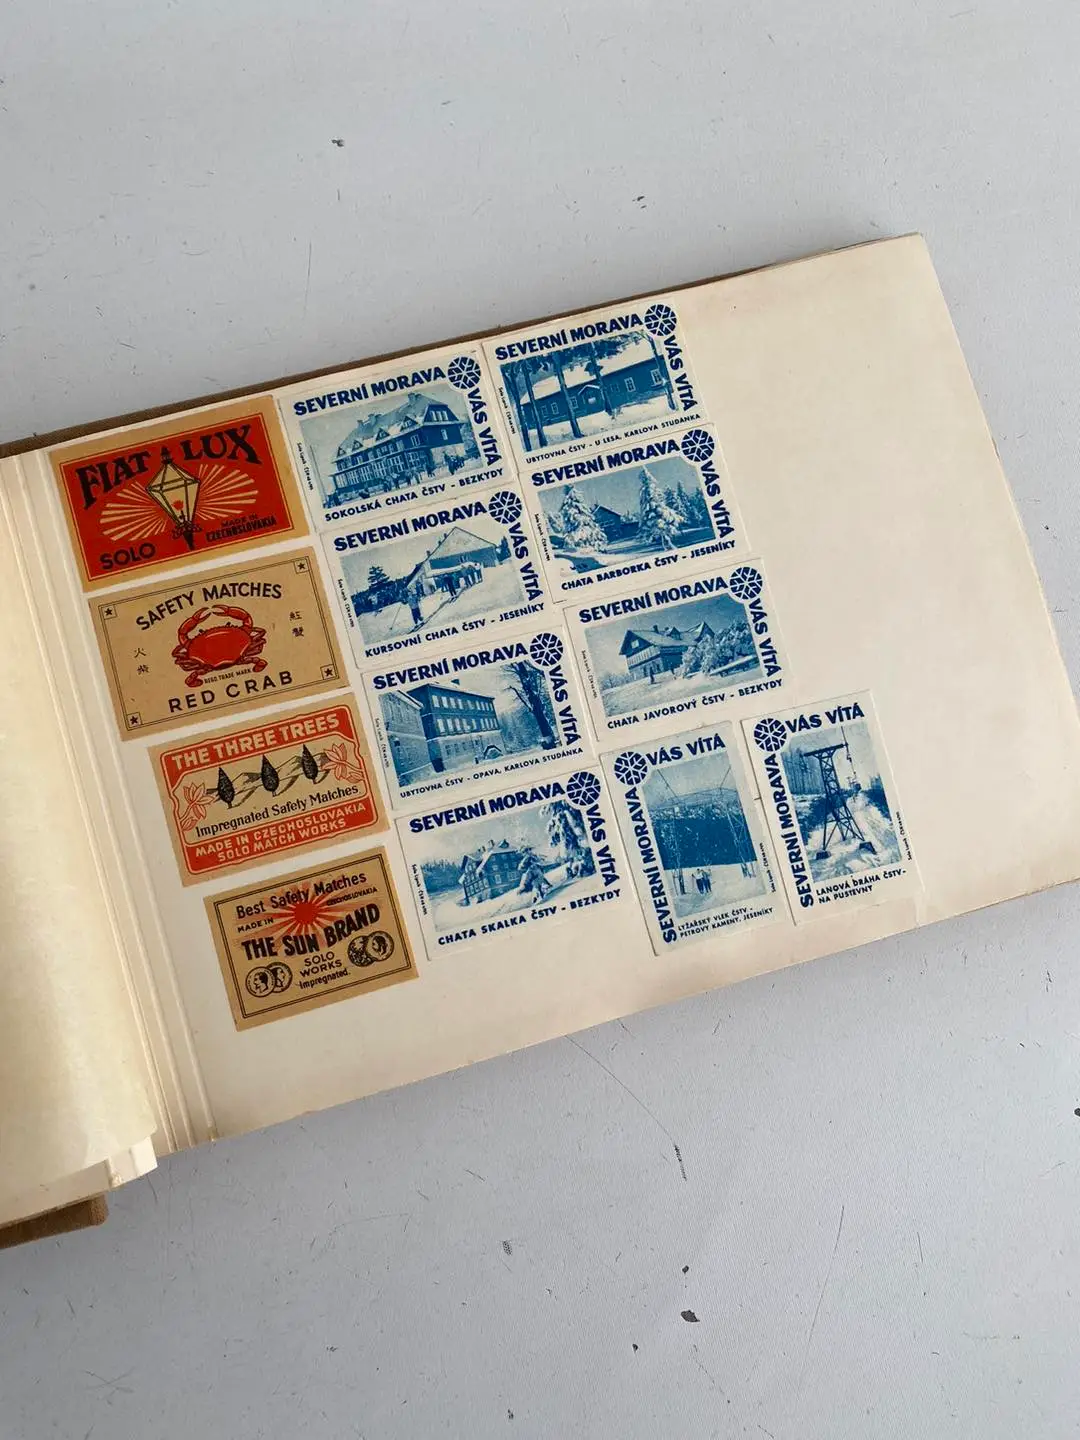 FIAT LUX
MADE IN
CZECHOSLOVAKIA
SOLO
SAFETY MATCHES
火
柴
紅
蟹
REGD TRADE MARK
RED CRAB
THE THREE TREES
Impregnated Safety Matches
MADE IN CZECHOSLOVAKIA
SOLO MATCH WORKS
Best Safety Matches
MADE IN CZECHOSLOVAKIA
THE SUN BRAND
SOLO
WORKS
Impregnated.
SEVERNÍ MORAVA
VÁS VÍTÁ
SOKOLSKÁ CHATA ČSTV - BEZKYDY
SEVERNÍ MORAVA
VÁS VÍTÁ
KURSOVNÍ CHATA ČSTV - JESENÍKY
SEVERNÍ MORAVA
VÁS VÍTÁ
UBYTOVNA ČSTV - OPAVA, KARLOVA STUDÁNKA
SEVERNÍ MORAVA
VÁS VÍTÁ
CHATA SKALKA ČSTV - BEZKYDY
SEVERNÍ MORAVA
VÁS VÍTÁ
UBYTOVNA ČSTV - U LESA, KARLOVA STUDÁNKA
SEVERNÍ MORAVA
VÁS VÍTÁ
CHATA BARBORKA ČSTV - JESENÍKY
SEVERNÍ MORAVA
VÁS VÍTÁ
CHATA JAVOROVÝ ČSTV - BEZKYDY
SEVERNÍ MORAVA
VÁS VÍTÁ
LYŽAŘSKÝ VLEK ČSTV -
PETROVY KAMENY, JESENÍKY
SEVERNÍ MORAVA
VÁS VÍTÁ
LANOVÁ DRÁHA ČSTV-
NA PUSTEVNY